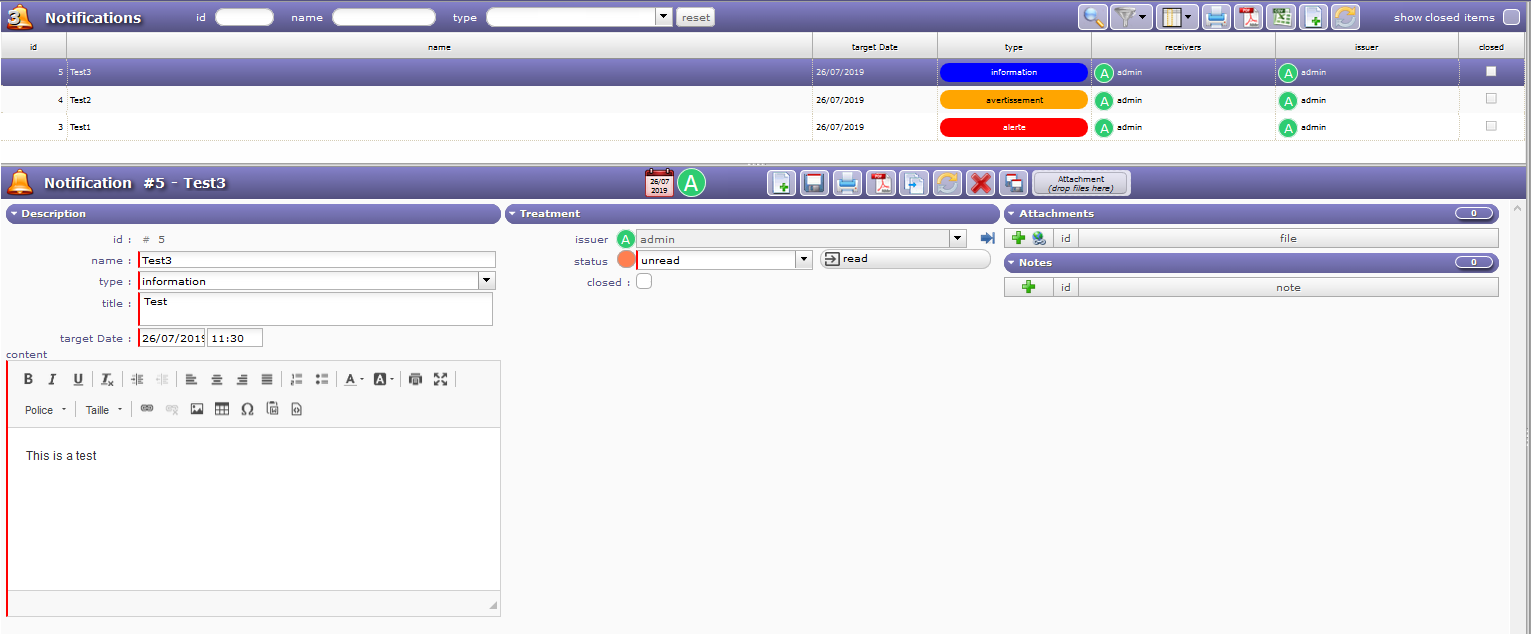 3 Notifications id name type reset show closed items
id name target Date type receivers issuer closed
5 Test3 26/07/2019 information A admin A admin
4 Test2 26/07/2019 avertissement A admin A admin
3 Test1 26/07/2019 alerte A admin A admin
Notification #5 - Test3 26/07 2019 A Attachment
(drop files here)
Description
id : # 5
name : Test3
type : information
title : Test
target Date : 26/07/2019 11:30
content
B I U
Police Taille
This is a test
Treatment
issuer A admin
status unread read
closed :
Attachments 0
id file
Notes 0
id note